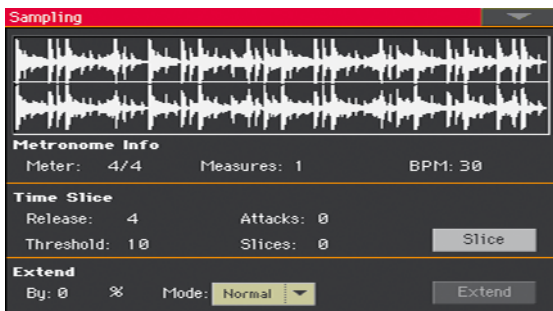 Sampling
Metronome Info
Meter: 4/4 Measures: 1 BPM: 30
Time Slice
Release: 4 Attacks: 0
Threshold: 10 Slices: 0 Slice
Extend
By: 0 % Mode: Normal Extend